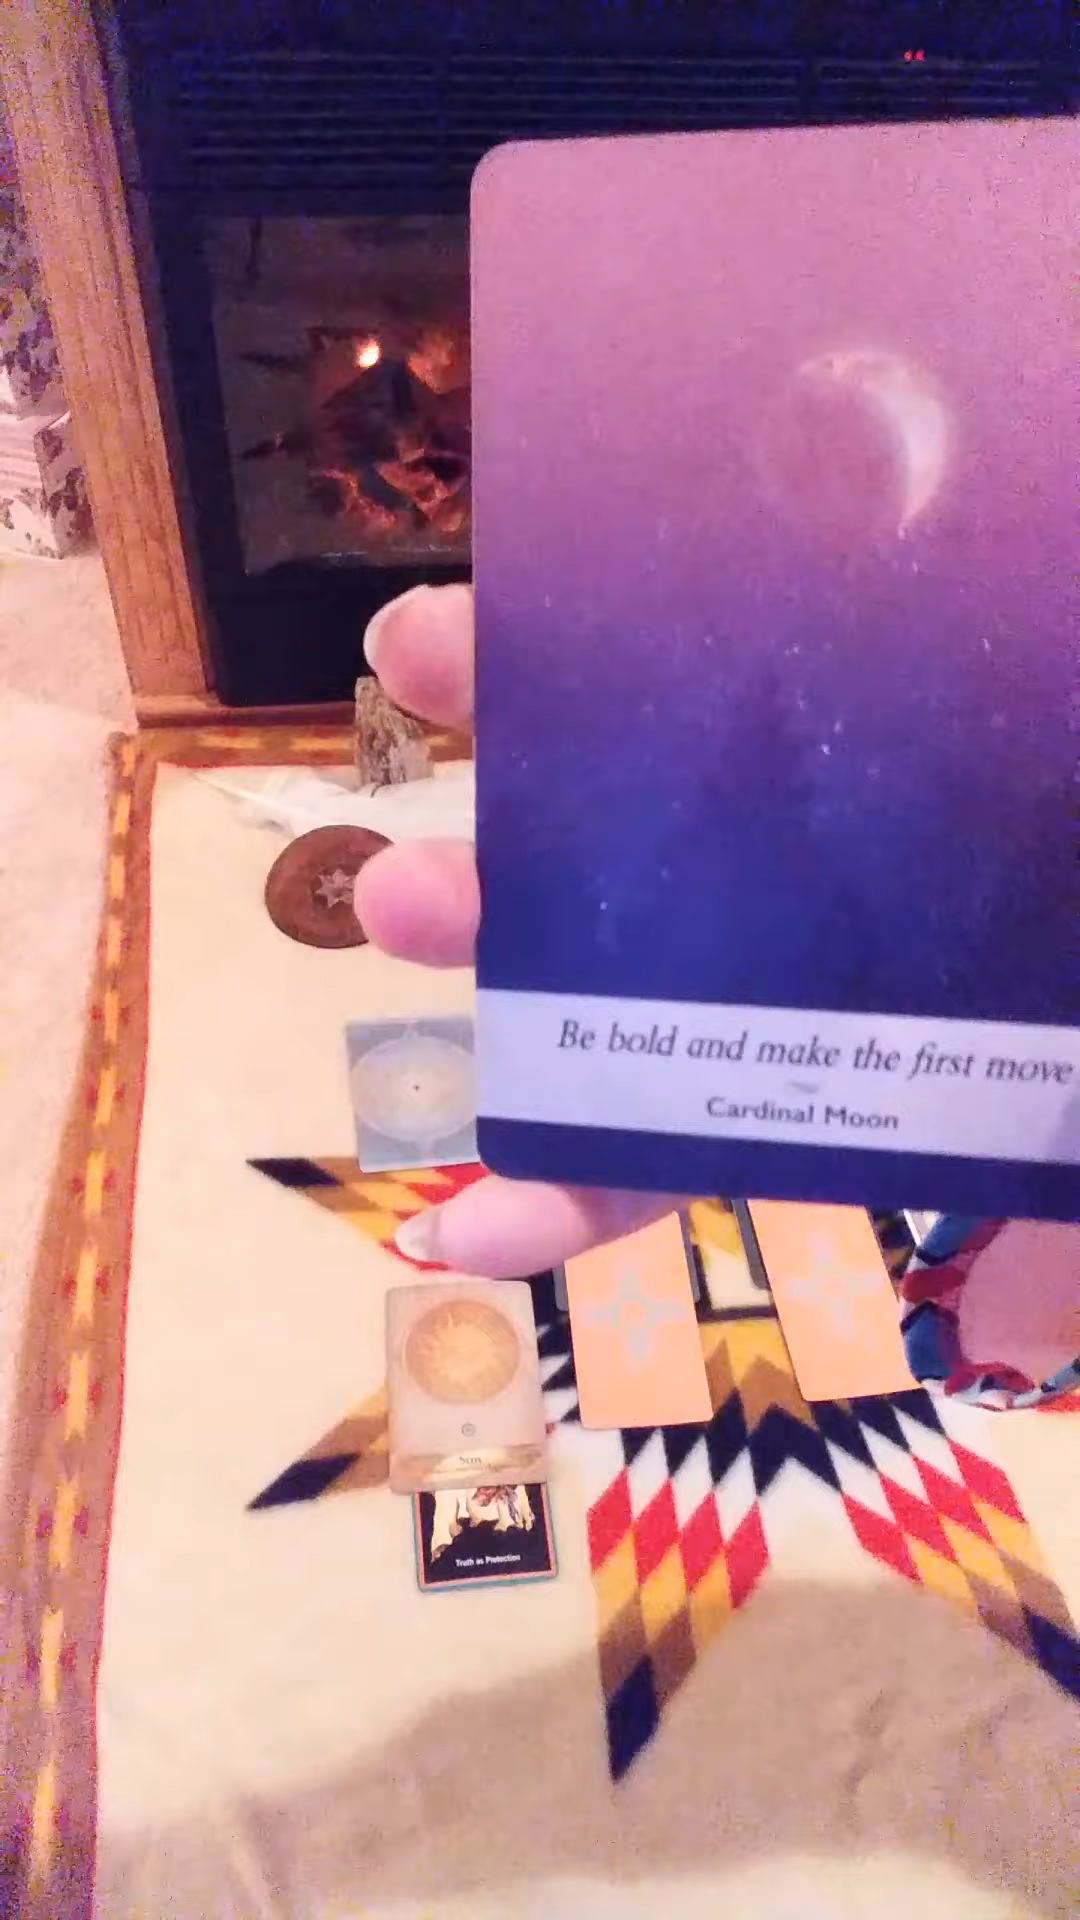 Be bold and make the first move
Cardinal Moon
Sun
Truth as Protection